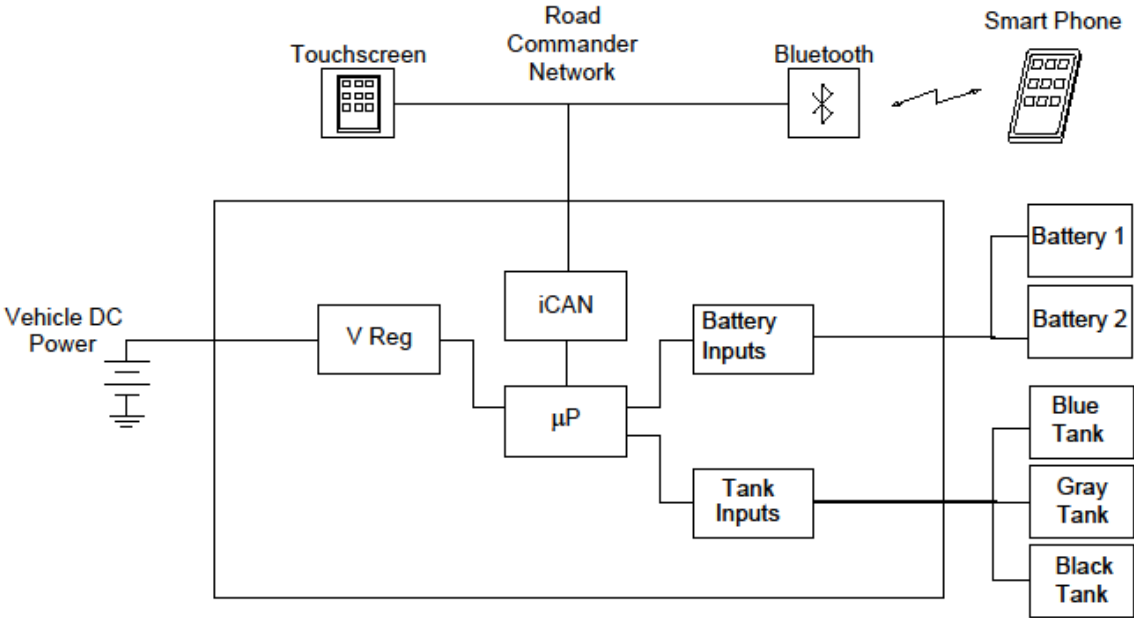 Road
Commander
Network
Smart Phone
Touchscreen
Bluetooth
Battery 1
iCAN
Vehicle DC
Power
V Reg
Battery
Inputs
Battery 2
μP
Blue
Tank
Tank
Inputs
Gray
Tank
Black
Tank